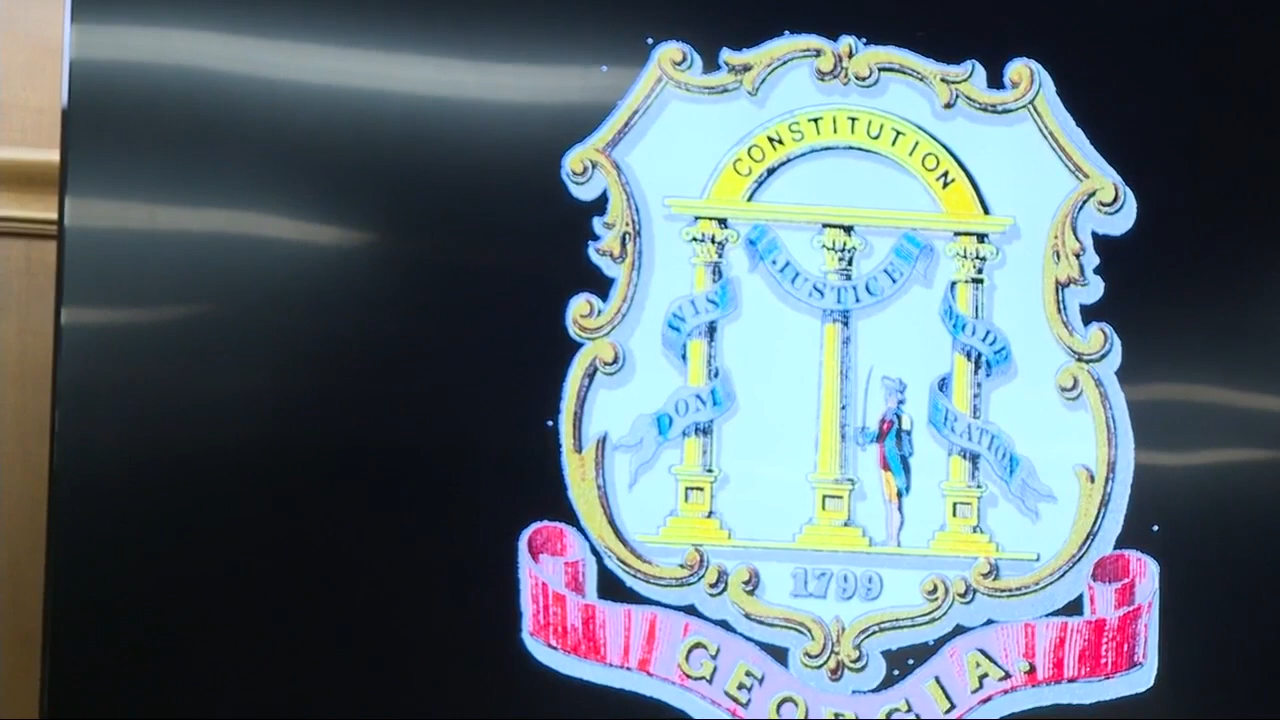 CONSTITUTION
JUSTICE
WIS
DOM
MODE
RATION
1799
GEORGIA.